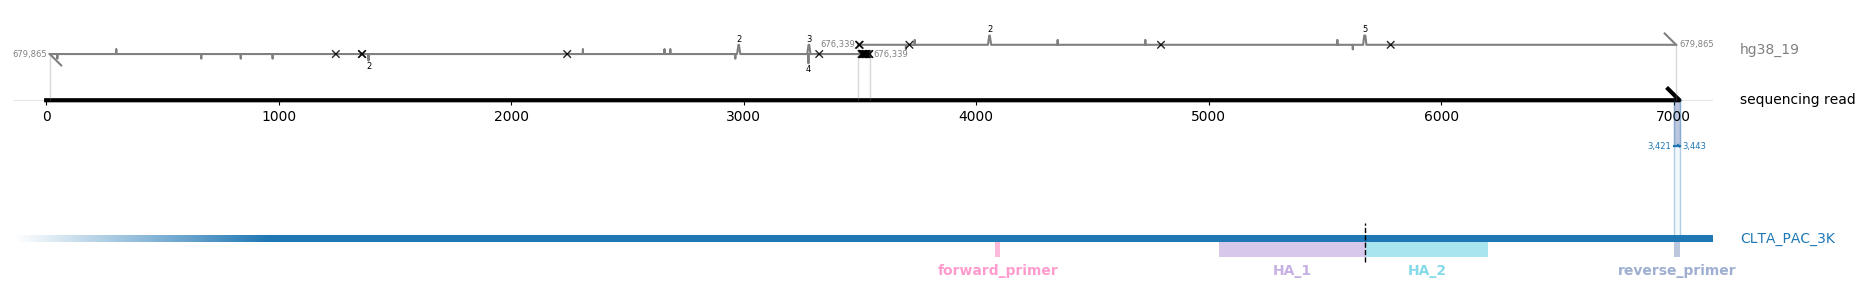 2 5
679,865 2 3 676,339 679,865 hg38_19
676,339
2 4
sequencing read
0 1000 2000 3000 4000 5000 6000 7000
3,421 3,443
CLTA_PAC_3K
forward_primer HA_1 HA_2 reverse_primer